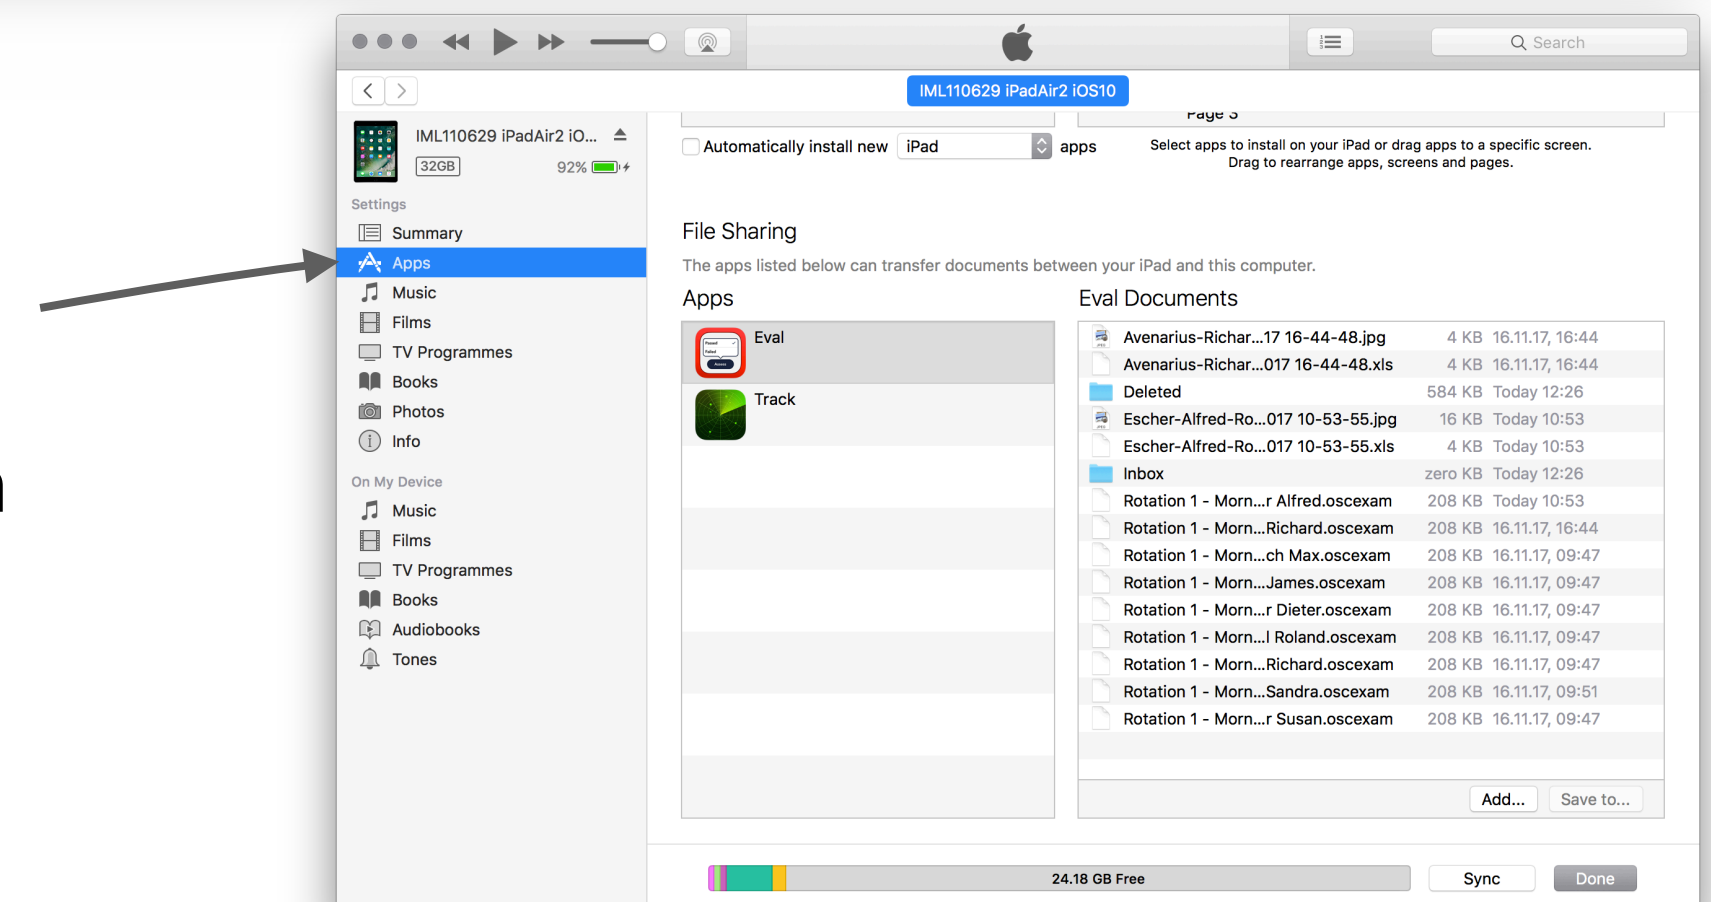 Search
IML110629 iPadAir2 iOS10
IML110629 iPadAir2 iO...
32GB
92%
Settings
Summary
Apps
Music
Films
TV Programmes
Books
Photos
Info
On My Device
Music
Films
TV Programmes
Books
Audiobooks
Tones
Page 3
Automatically install new iPad apps
Select apps to install on your iPad or drag apps to a specific screen.
Drag to rearrange apps, screens and pages.
File Sharing
The apps listed below can transfer documents between your iPad and this computer.
Apps
Eval
Track
Eval Documents
Avenarius-Richar...17 16-44-48.jpg 4 KB 16.11.17, 16:44
Avenarius-Richar...017 16-44-48.xls 4 KB 16.11.17, 16:44
Deleted 584 KB Today 12:26
Escher-Alfred-Ro...017 10-53-55.jpg 16 KB Today 10:53
Escher-Alfred-Ro...017 10-53-55.xls 4 KB Today 10:53
Inbox zero KB Today 12:26
Rotation 1 - Morn...r Alfred.oscexam 208 KB Today 10:53
Rotation 1 - Morn...Richard.oscexam 208 KB 16.11.17, 16:44
Rotation 1 - Morn...ch Max.oscexam 208 KB 16.11.17, 09:47
Rotation 1 - Morn...James.oscexam 208 KB 16.11.17, 09:47
Rotation 1 - Morn...r Dieter.oscexam 208 KB 16.11.17, 09:47
Rotation 1 - Morn...l Roland.oscexam 208 KB 16.11.17, 09:47
Rotation 1 - Morn...Richard.oscexam 208 KB 16.11.17, 09:47
Rotation 1 - Morn...Sandra.oscexam 208 KB 16.11.17, 09:51
Rotation 1 - Morn...r Susan.oscexam 208 KB 16.11.17, 09:47
Add...
Save to...
24.18 GB Free
Sync
Done